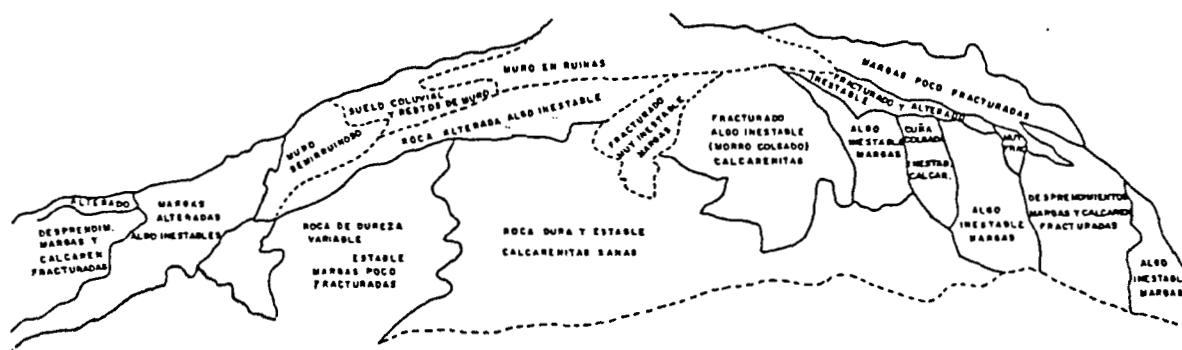 MURO EN RUINAS
SUELO COLUVIAL
Y RESTOS DE MURO
MURO
SEMIRRUINOSO
ROCA ALTERADA ALGO INESTABLE
FRACTURADO
MUY INESTABLE
MARGAS
FRACTURADO
ALGO INESTABLE
(MORRO COLGADO)
CALCARENITAS
MARGAS POCO FRACTURADAS
FRACTURADO Y ALTERADO
INESTABLE
ALGO
INESTABLE
MARGAS
CUÑA
COLGADA
INESTAB.
CALCAR.
MUY
FRAC.
ALTERADO
DESPRENDIM.
MARGAS Y
CALCAREN
FRACTURADAS
MARGAS
ALTERADAS
ALGO INESTABLES
ROCA DE DUREZA
VARIABLE
ESTABLE
MARGAS POCO
FRACTURADAS
ROCA DURA Y ESTABLE
CALCARENITAS SANAS
ALGO
INESTABLE
MARGAS
DESPRENDIMIENTOS
MARGAS Y CALCAREN
FRACTURADAS
ALGO
INESTABLE
MARGAS